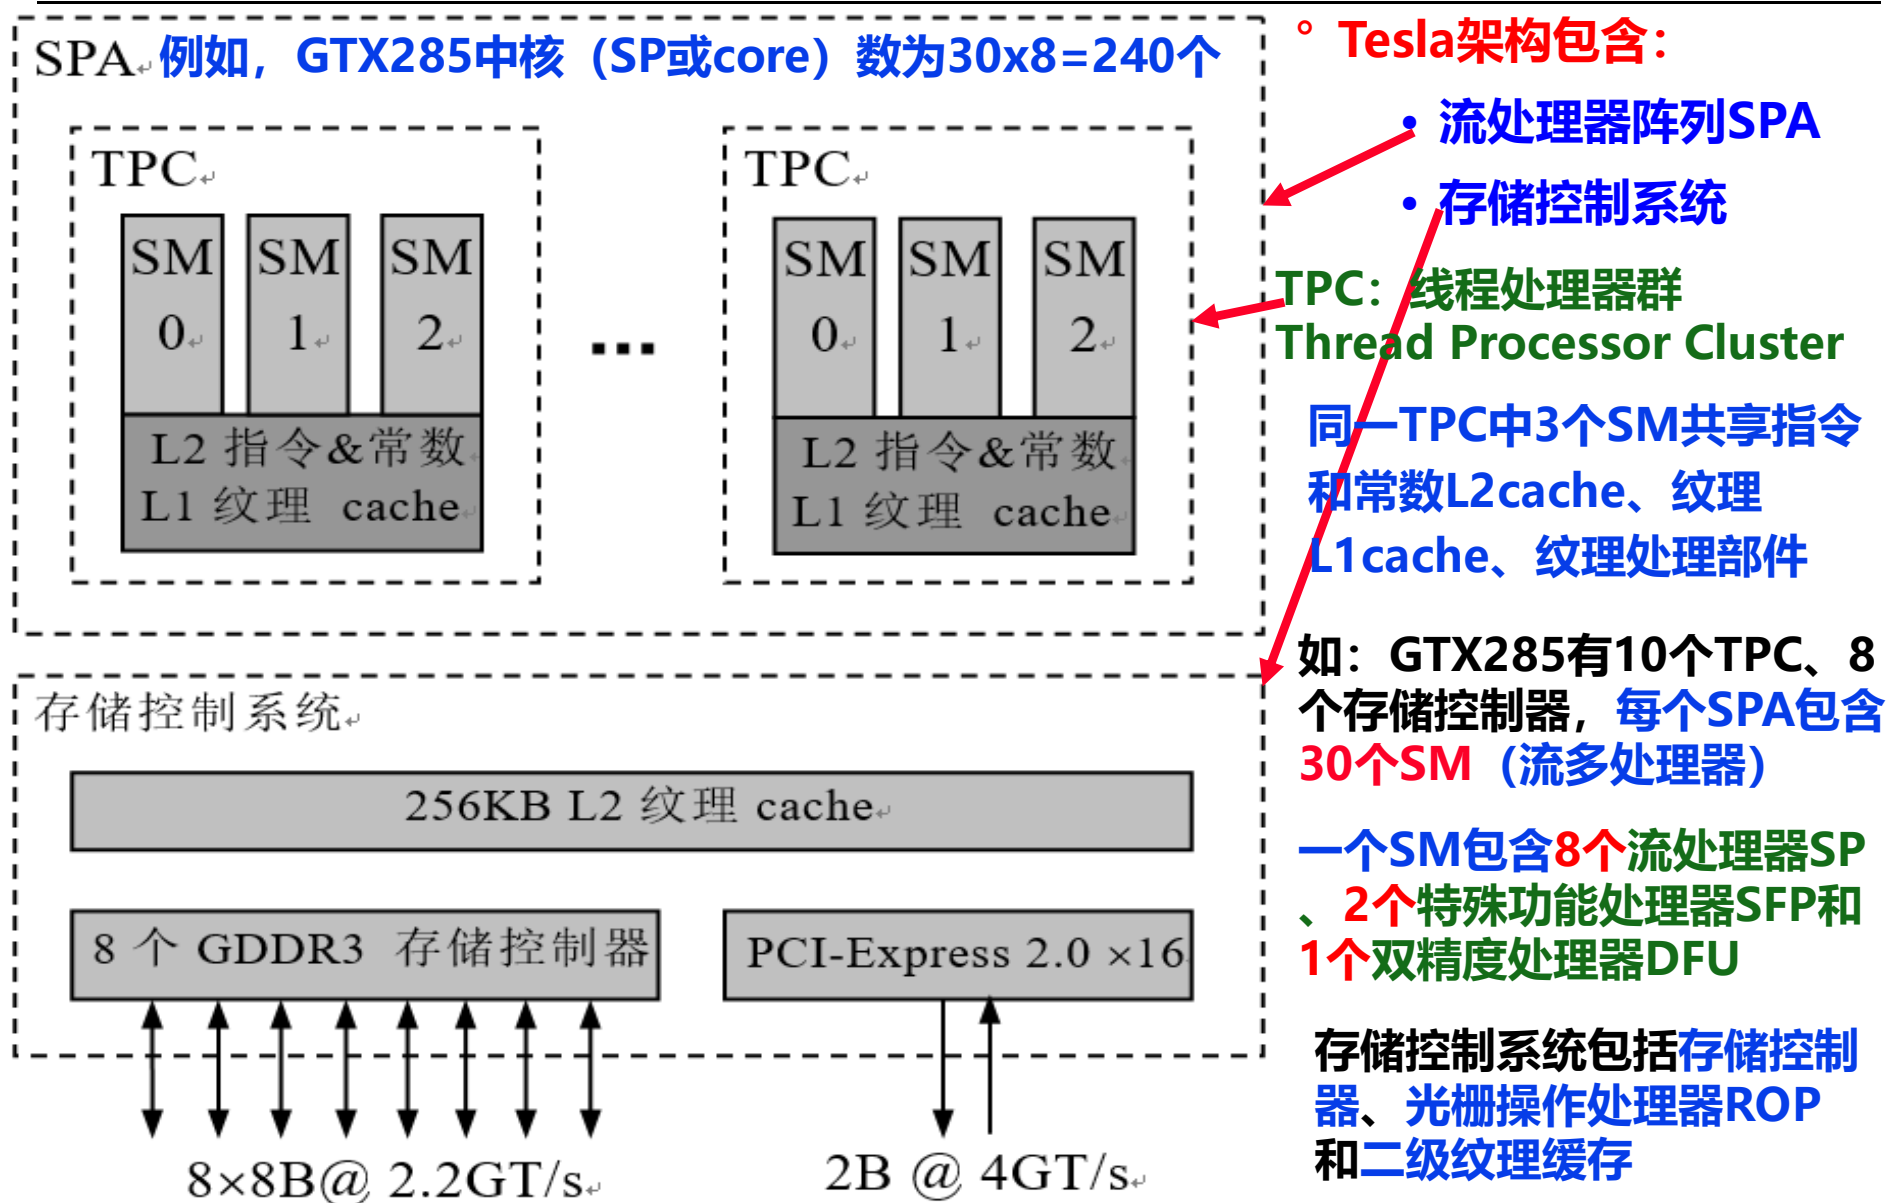 SPA 例如，GTX285中核（SP或core）数为30x8=240个
TPC
SM 0
SM 1
SM 2
L2 指令&常数
L1 纹理 cache
...
TPC
SM 0
SM 1
SM 2
L2 指令&常数
L1 纹理 cache
存储控制系统
256KB L2 纹理 cache
8 个 GDDR3 存储控制器
PCI-Express 2.0 ×16
8×8B@ 2.2GT/s
2B @ 4GT/s
° Tesla架构包含：
• 流处理器阵列SPA
• 存储控制系统
TPC：线程处理器群
Thread Processor Cluster
同一TPC中3个SM共享指令
和常数L2cache、纹理
L1cache、纹理处理部件
如：GTX285有10个TPC、8
个存储控制器，每个SPA包含
30个SM（流多处理器）
一个SM包含8个流处理器SP
、2个特殊功能处理器SFP和
1个双精度处理器DFU
存储控制系统包括存储控制
器、光栅操作处理器ROP
和二级纹理缓存